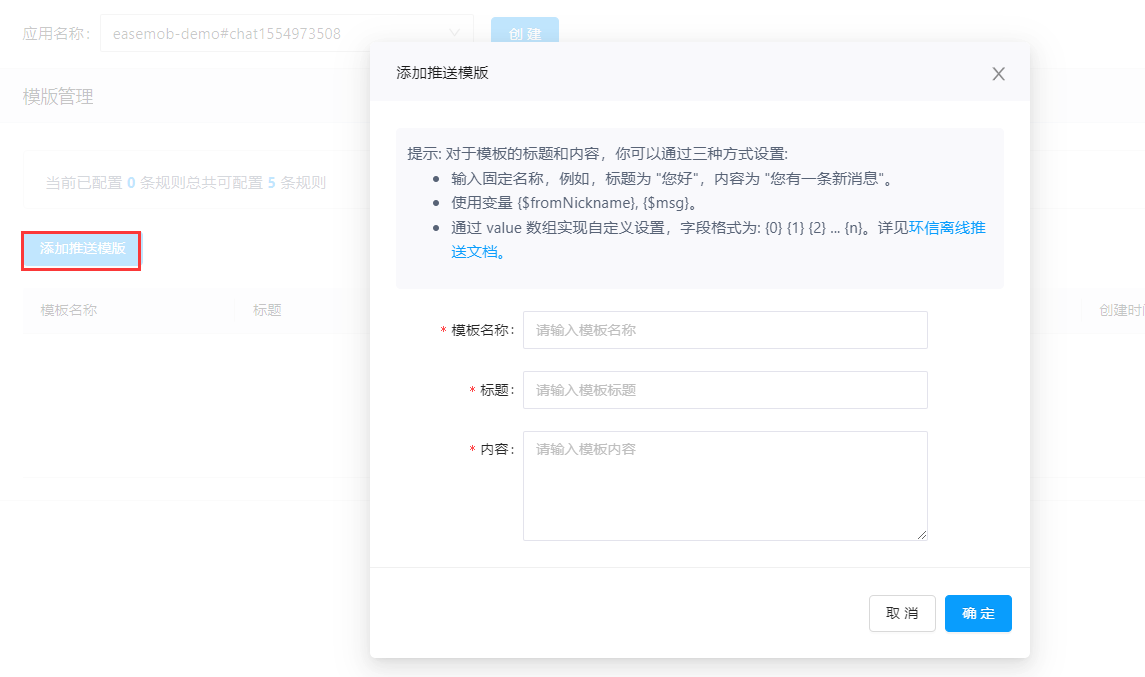 应用名称: easemob-demo#chat1554973508 创 建
模版管理
当前已配置 0 条规则总共可配置 5 条规则
添加推送模版
模板名称 标题 创建时间
添加推送模版
提示: 对于模板的标题和内容，你可以通过三种方式设置:
输入固定名称，例如，标题为 "您好"，内容为 "您有一条新消息"。
使用变量 {$fromNickname}, {$msg}。
通过 value 数组实现自定义设置，字段格式为: {0} {1} {2} ... {n}。详见环信离线推
送文档。
* 模板名称: 请输入模板名称
* 标题: 请输入模板标题
* 内容: 请输入模板内容
取 消 确 定